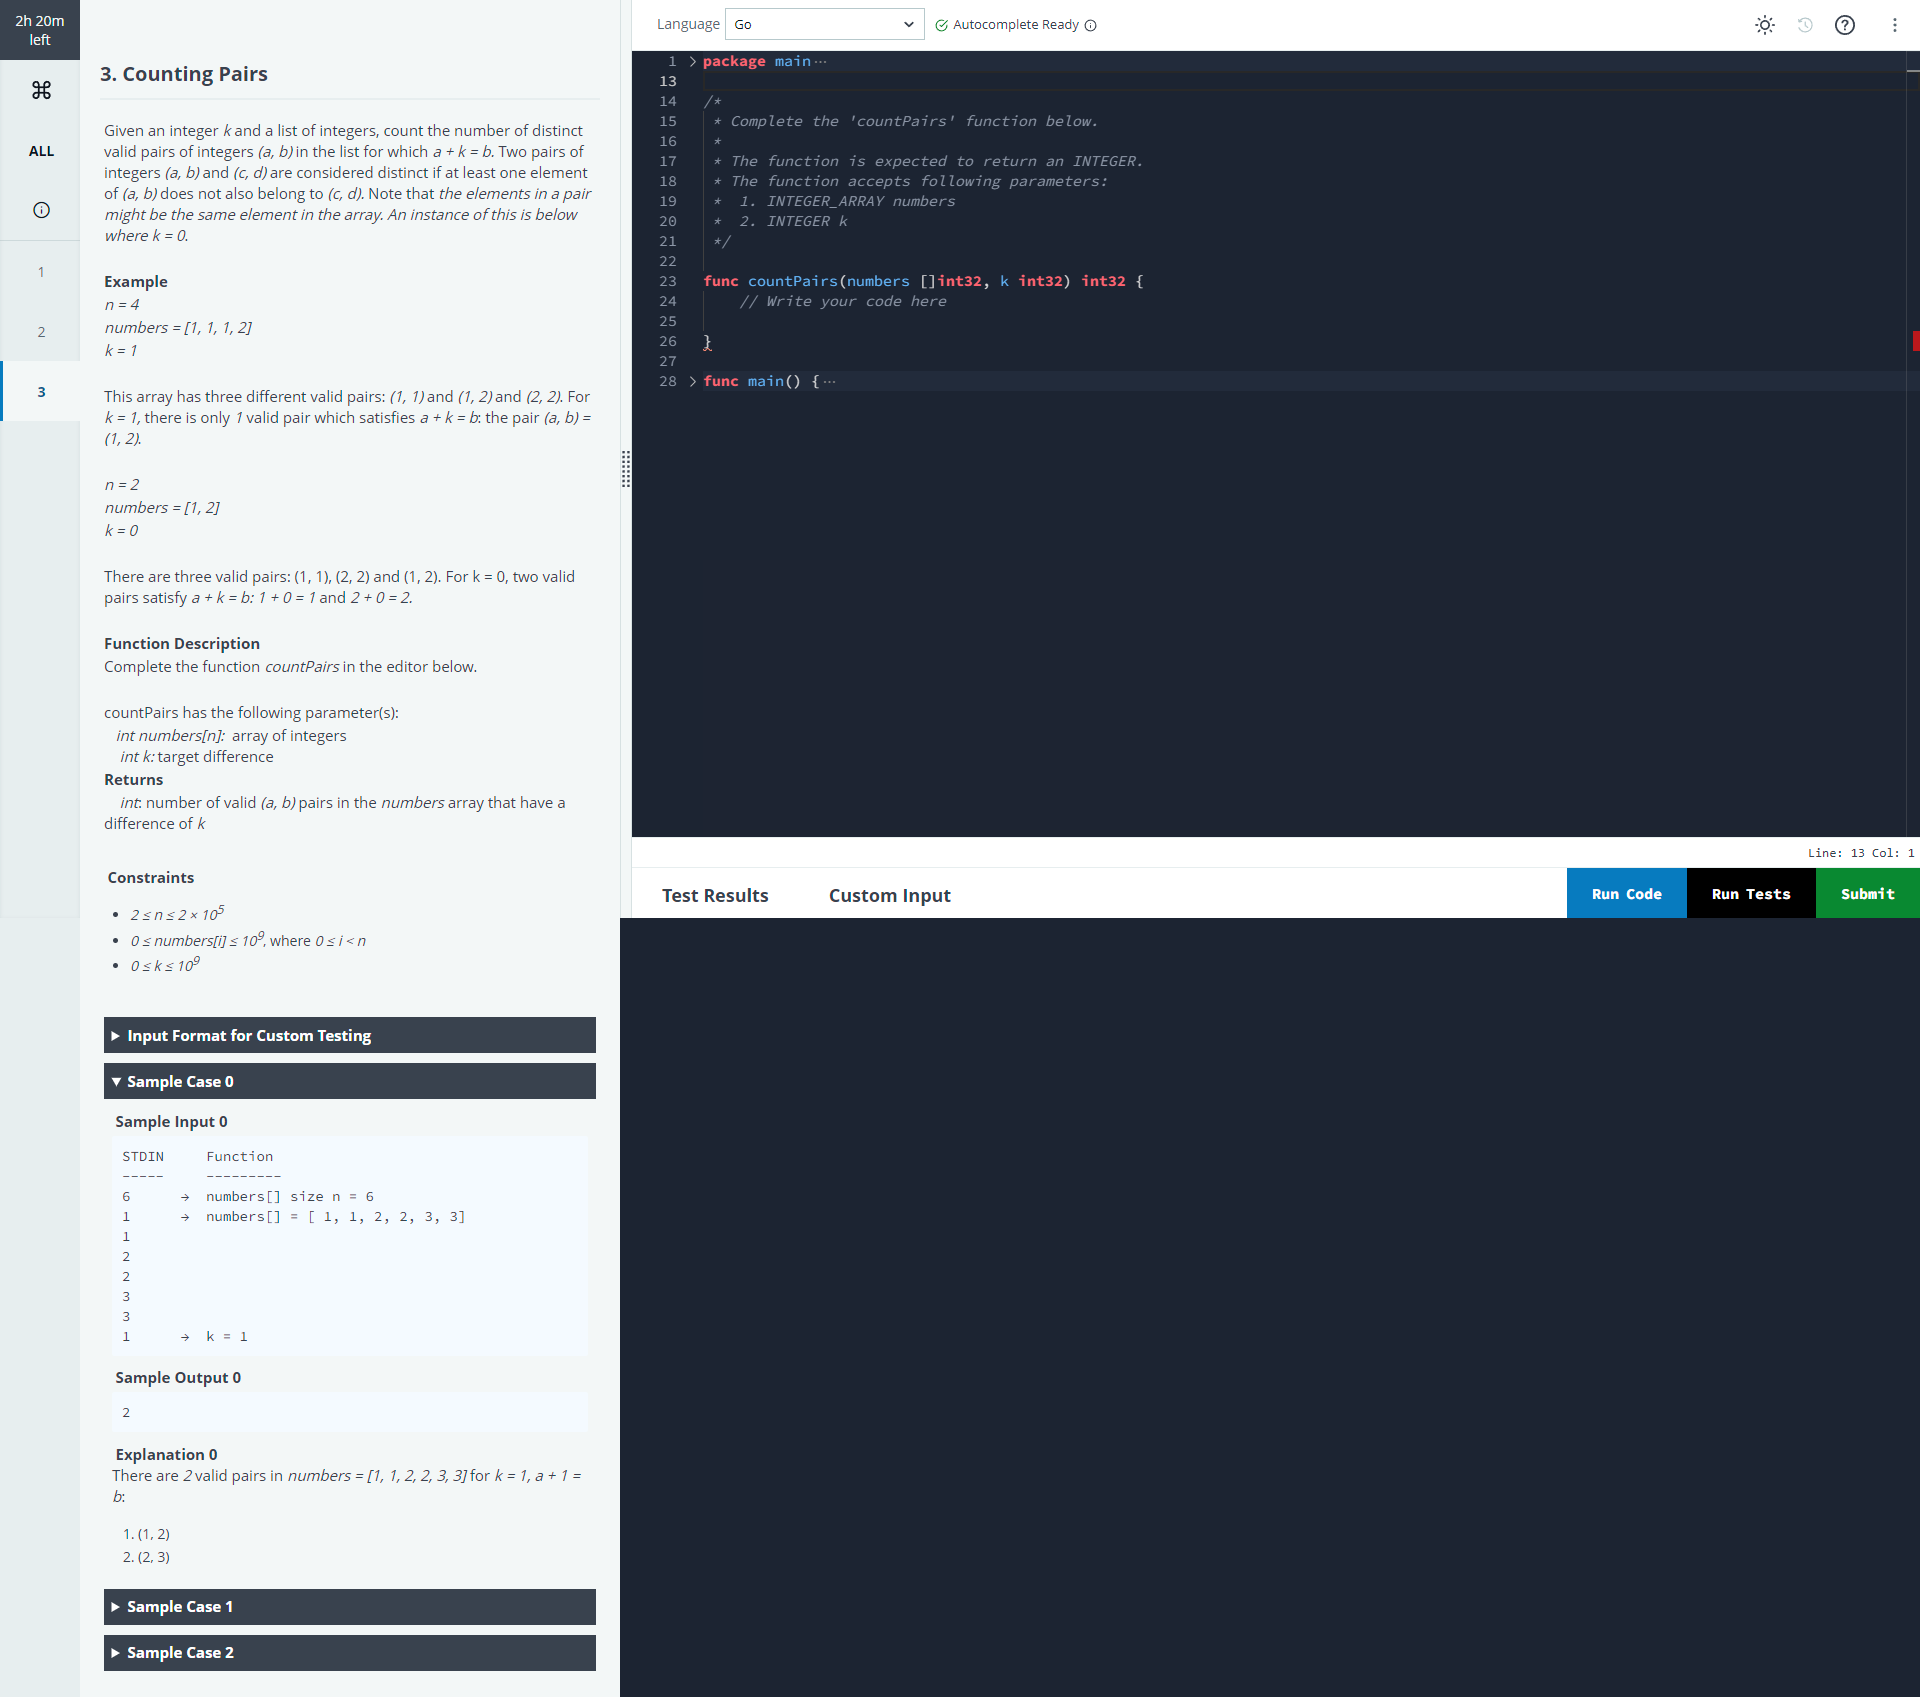 2h 20m
left
ALL
1
2
3
3. Counting Pairs
Given an integer k and a list of integers, count the number of distinct
valid pairs of integers (a, b) in the list for which a + k = b. Two pairs of
integers (a, b) and (c, d) are considered distinct if at least one element
of (a, b) does not also belong to (c, d). Note that the elements in a pair
might be the same element in the array. An instance of this is below
where k = 0.
Example
n = 4
numbers = [1, 1, 1, 2]
k = 1
This array has three different valid pairs: (1, 1) and (1, 2) and (2, 2). For
k = 1, there is only 1 valid pair which satisfies a + k = b: the pair (a, b) =
(1, 2).
n = 2
numbers = [1, 2]
k = 0
There are three valid pairs: (1, 1), (2, 2) and (1, 2). For k = 0, two valid
pairs satisfy a + k = b: 1 + 0 = 1 and 2 + 0 = 2.
Function Description
Complete the function countPairs in the editor below.
countPairs has the following parameter(s):
int numbers[n]: array of integers
int k: target difference
Returns
int: number of valid (a, b) pairs in the numbers array that have a
difference of k
Constraints
• 2 ≤ n ≤ 2 × 10⁵
• 0 ≤ numbers[i] ≤ 10⁹, where 0 ≤ i < n
• 0 ≤ k ≤ 10⁹
Input Format for Custom Testing
Sample Case 0
Sample Input 0
STDIN Function
----- ---------
6 → numbers[] size n = 6
1 → numbers[] = [ 1, 1, 2, 2, 3, 3]
1
2
2
3
3
1 → k = 1
Sample Output 0
2
Explanation 0
There are 2 valid pairs in numbers = [1, 1, 2, 2, 3, 3] for k = 1, a + 1 =
b:
1. (1, 2)
2. (2, 3)
Sample Case 1
Sample Case 2
Language Go Autocomplete Ready
1 > package main ···
13
14 /*
15 * Complete the 'countPairs' function below.
16 *
17 * The function is expected to return an INTEGER.
18 * The function accepts following parameters:
19 * 1. INTEGER_ARRAY numbers
20 * 2. INTEGER k
21 */
22
23 func countPairs(numbers []int32, k int32) int32 {
24 // Write your code here
25
26 }
27
28 > func main() { ···
Line: 13 Col: 1
Test Results Custom Input Run Code Run Tests Submit